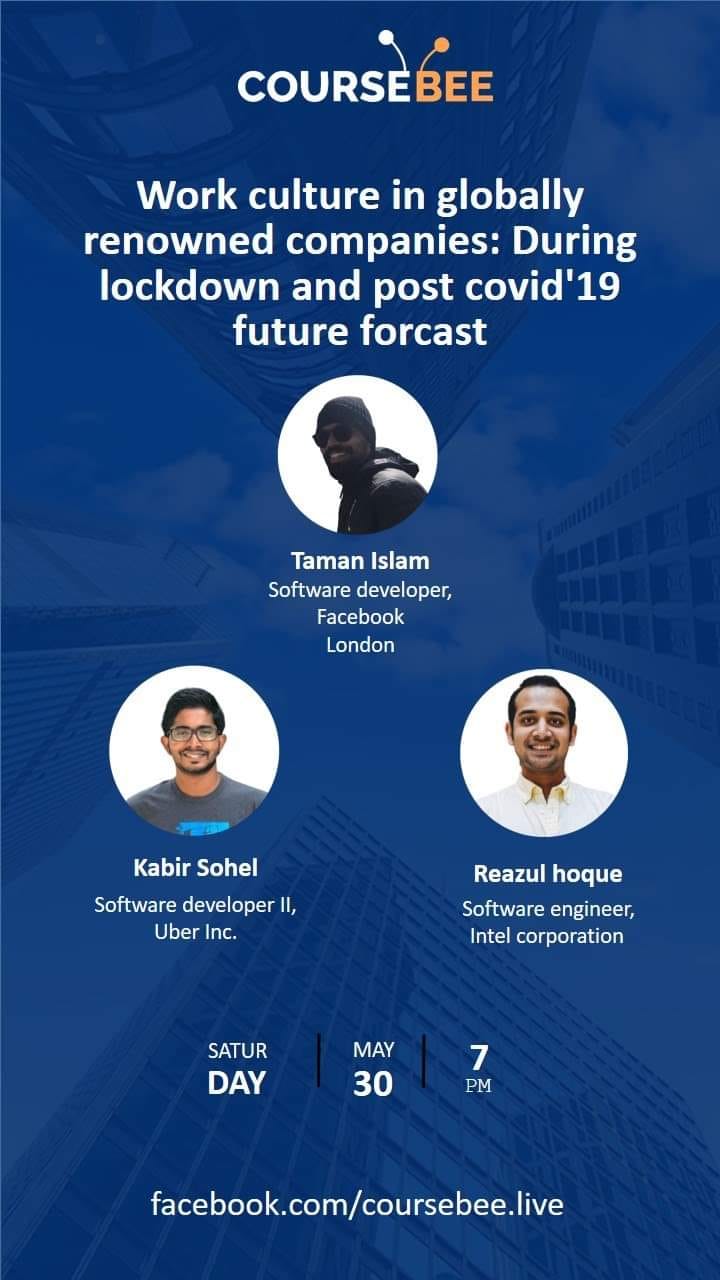 COURSEBEE
Work culture in globally
renowned companies: During
lockdown and post covid'19
future forcast
Taman Islam
Software developer,
Facebook
London
Kabir Sohel
Software developer II,
Uber Inc.
Reazul hoque
Software engineer,
Intel corporation
SATUR
DAY
MAY
30
7
PM
facebook.com/coursebee.live